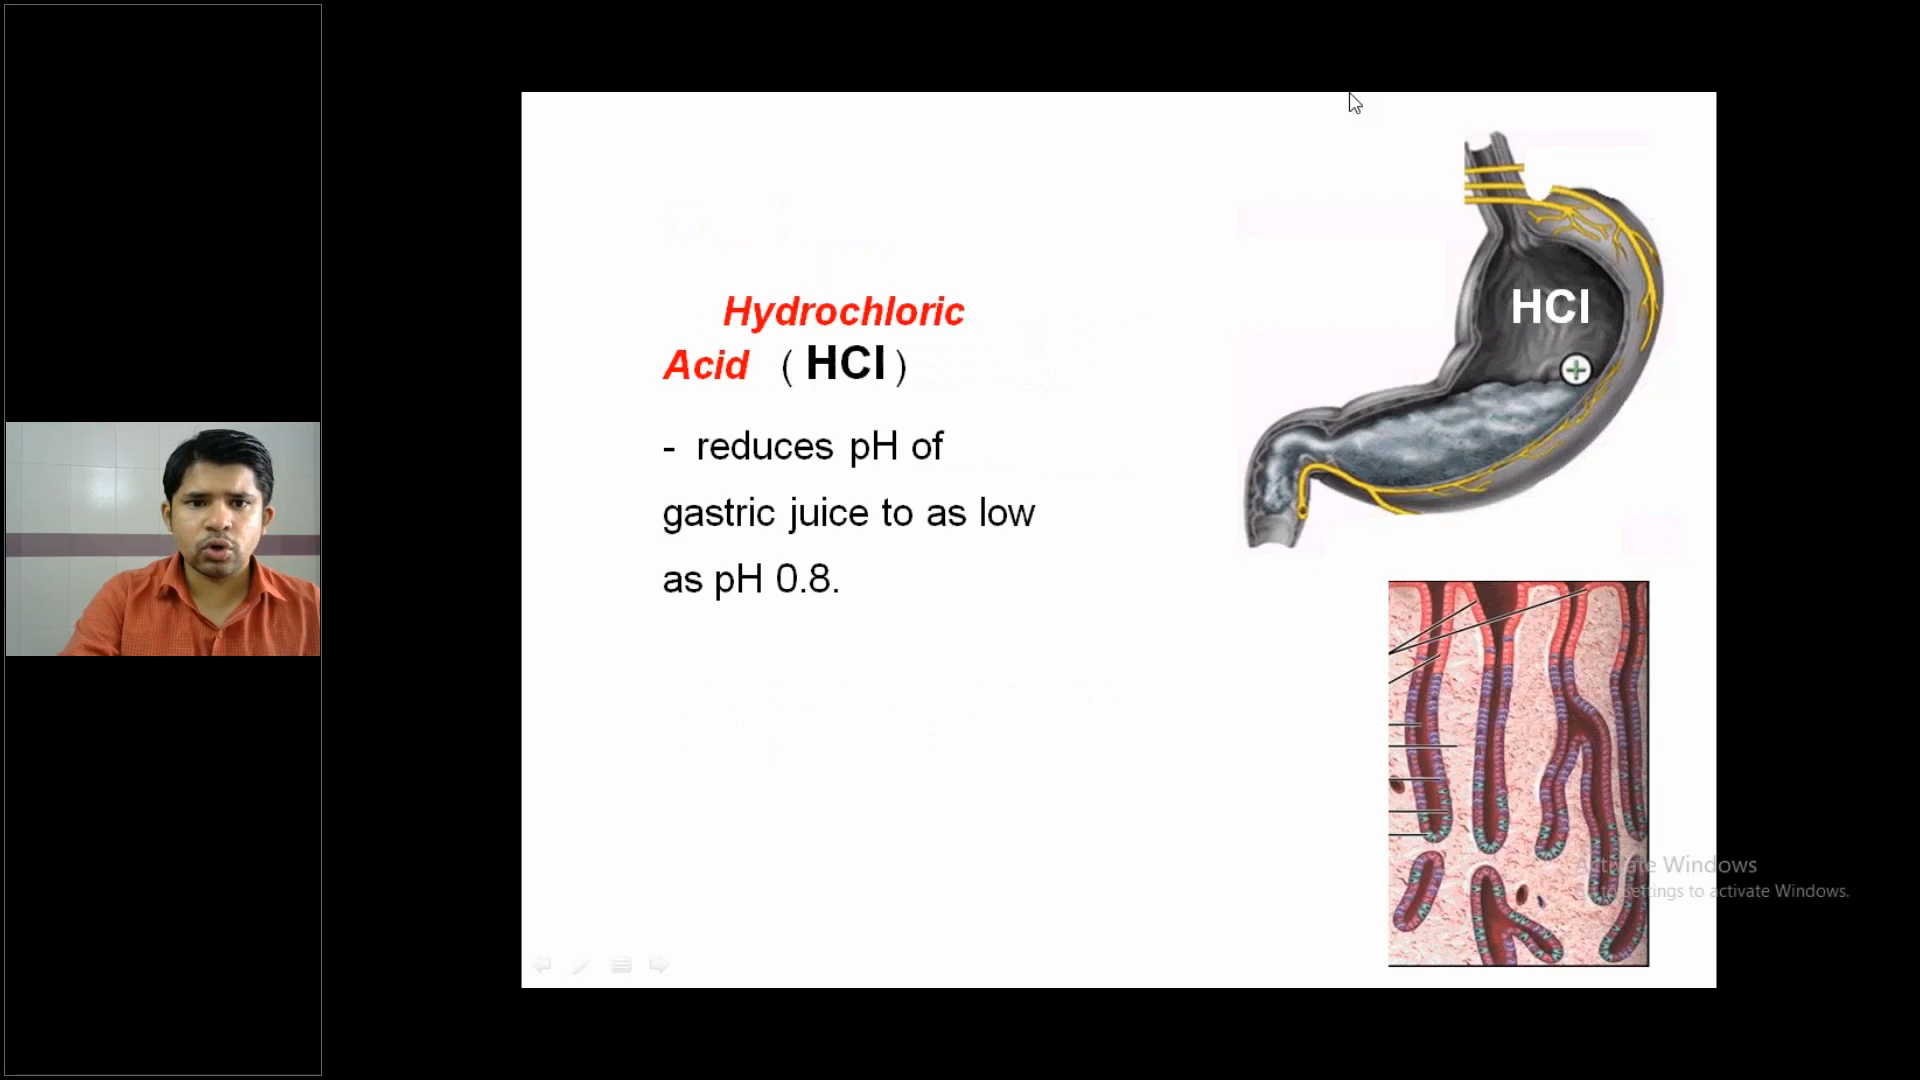 Hydrochloric
Acid ( HCl )
- reduces pH of
gastric juice to as low
as pH 0.8.
HCl
Activate Windows
Go to Settings to activate Windows.